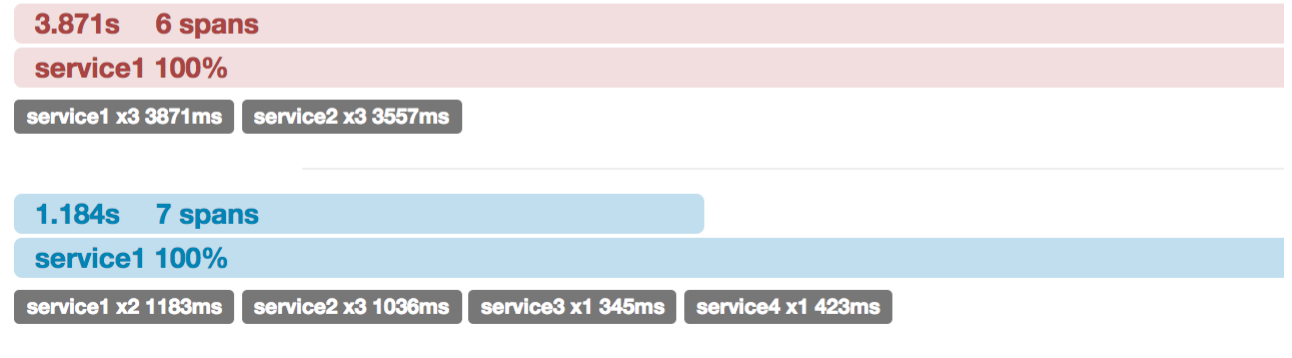 3.871s 6 spans
service1 100%
service1 x3 3871ms service2 x3 3557ms
1.184s 7 spans
service1 100%
service1 x2 1183ms service2 x3 1036ms service3 x1 345ms service4 x1 423ms